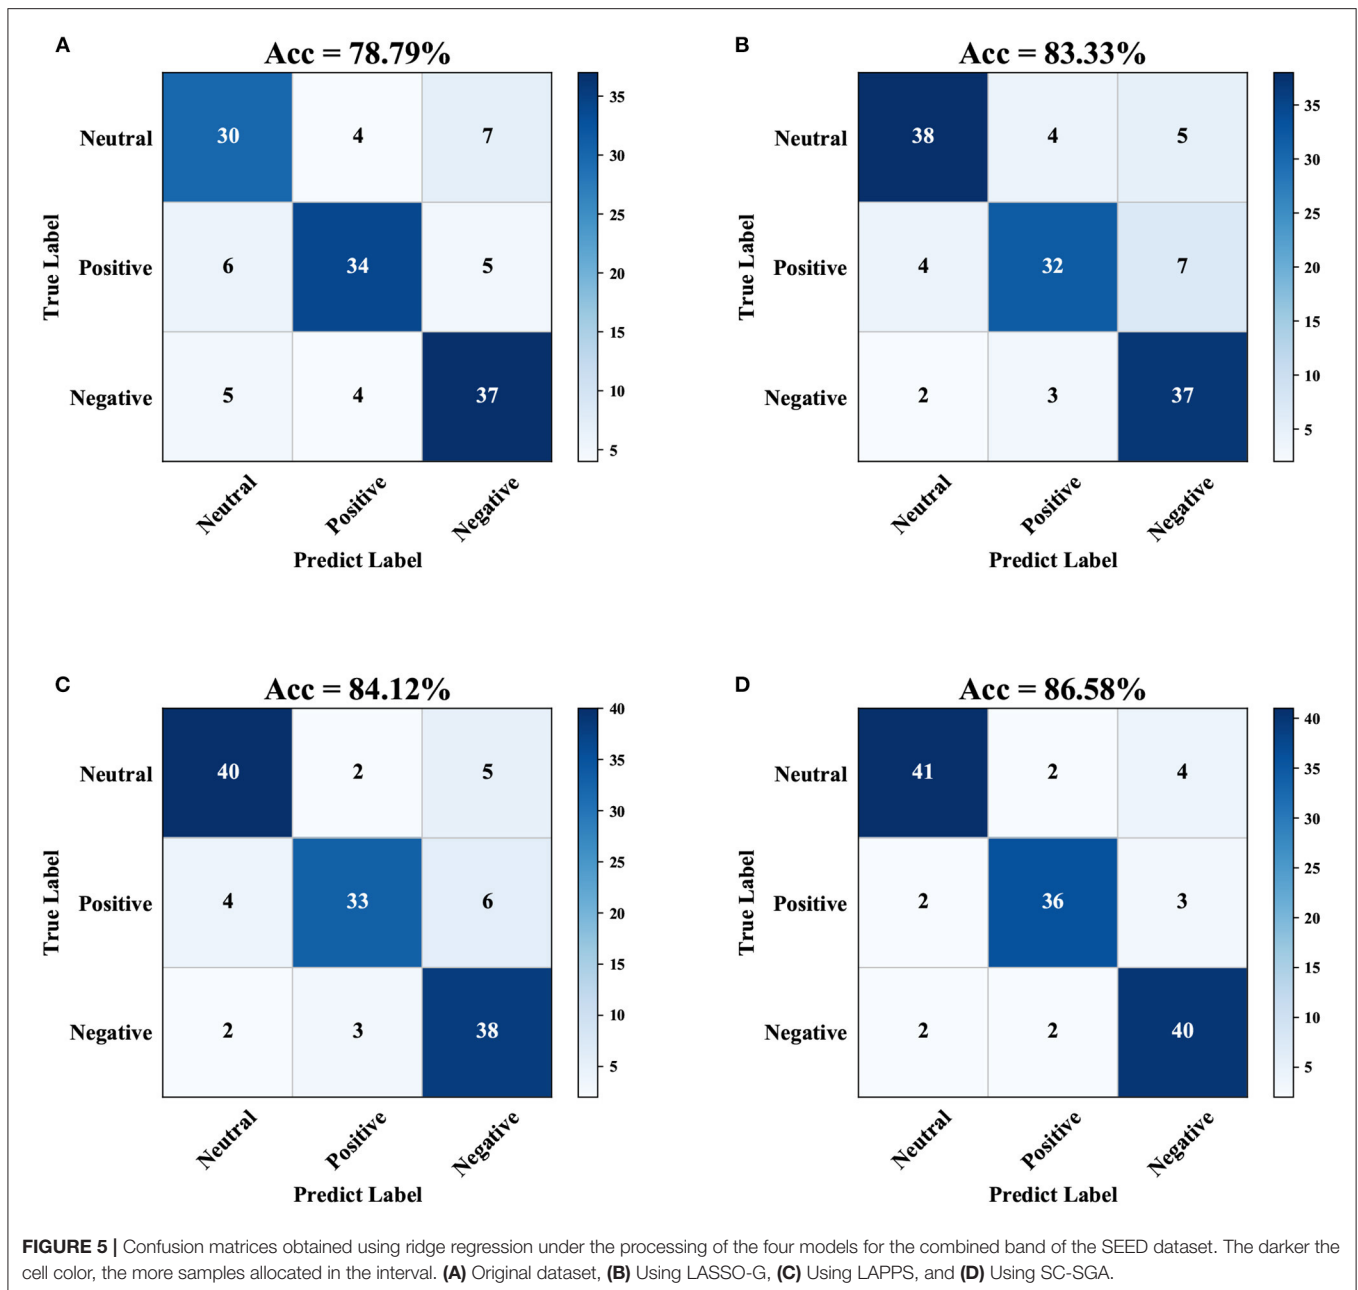 A
Acc = 78.79%
Neutral 30 4 7
Positive 6 34 5
Negative 5 4 37
True Label
Neutral Positive Negative
Predict Label
35
30
25
20
15
10
5
B
Acc = 83.33%
Neutral 38 4 5
Positive 4 32 7
Negative 2 3 37
True Label
Neutral Positive Negative
Predict Label
35
30
25
20
15
10
5
C
Acc = 84.12%
Neutral 40 2 5
Positive 4 33 6
Negative 2 3 38
True Label
Neutral Positive Negative
Predict Label
40
35
30
25
20
15
10
5
D
Acc = 86.58%
Neutral 41 2 4
Positive 2 36 3
Negative 2 2 40
True Label
Neutral Positive Negative
Predict Label
40
35
30
25
20
15
10
5
FIGURE 5 | Confusion matrices obtained using ridge regression under the processing of the four models for the combined band of the SEED dataset. The darker the
cell color, the more samples allocated in the interval. (A) Original dataset, (B) Using LASSO-G, (C) Using LAPPS, and (D) Using SC-SGA.